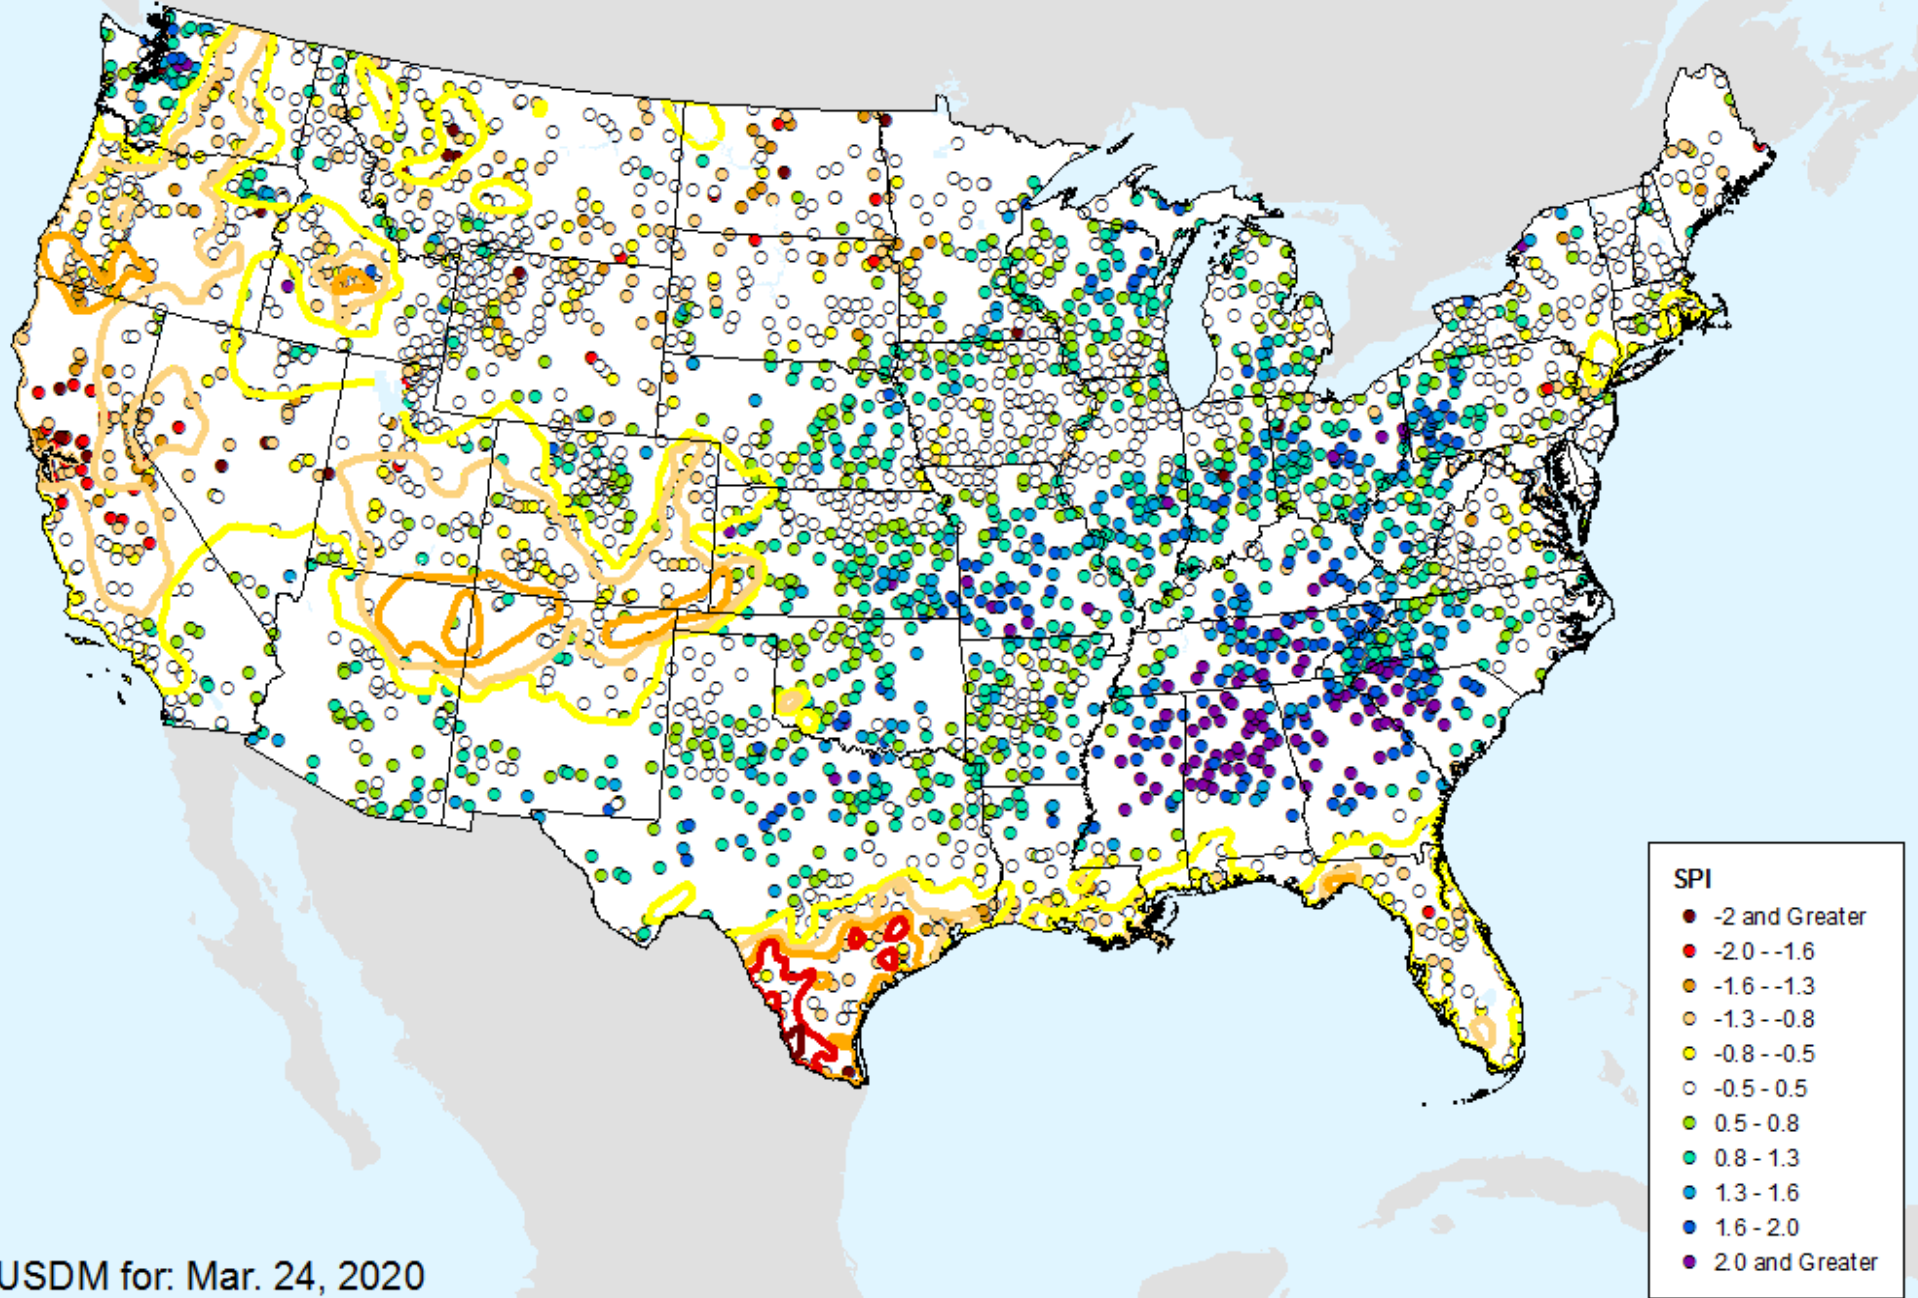 SPI
-2 and Greater
-2.0 - -1.6
-1.6 - -1.3
-1.3 - -0.8
-0.8 - -0.5
-0.5 - 0.5
0.5 - 0.8
0.8 - 1.3
1.3 - 1.6
1.6 - 2.0
2.0 and Greater
USDM for: Mar. 24, 2020